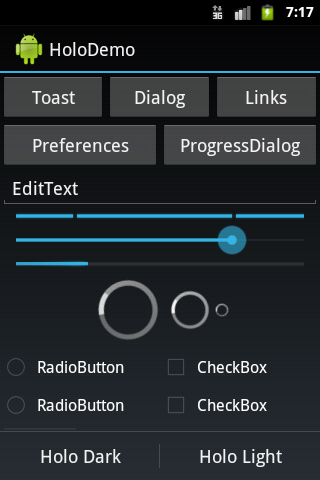 3G 7:17
HoloDemo
Toast Dialog Links
Preferences ProgressDialog
EditText
RadioButton CheckBox
RadioButton CheckBox
Holo Dark Holo Light